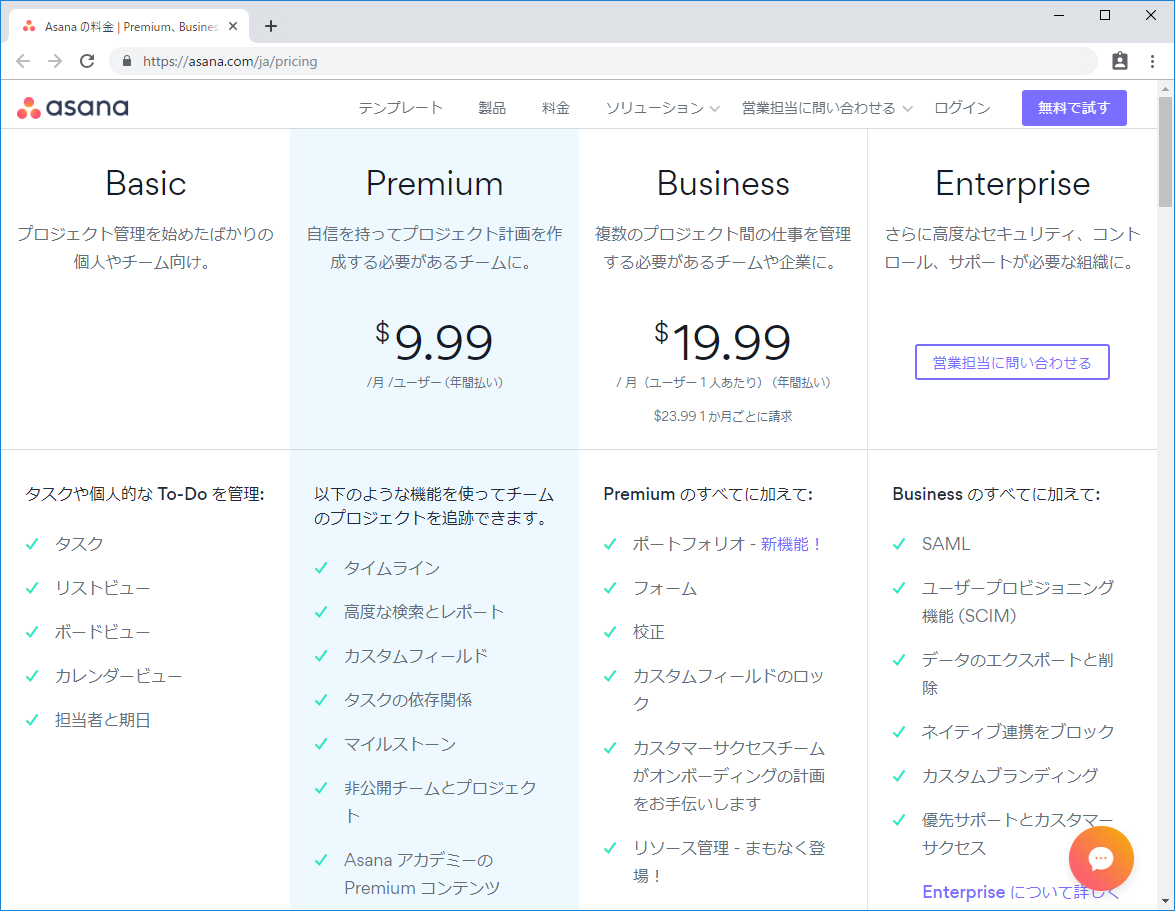 Asana の料金 | Premium、Busines
https://asana.com/ja/pricing
asana
テンプレート
製品
料金
ソリューション
営業担当に問い合わせる
ログイン
無料で試す
Basic
プロジェクト管理を始めたばかりの
個人やチーム向け。
Premium
自信を持ってプロジェクト計画を作
成する必要があるチームに。
$9.99
/月 /ユーザー (年間払い)
Business
複数のプロジェクト間の仕事を管理
する必要があるチームや企業に。
$19.99
/ 月（ユーザー 1 人あたり）（年間払い）
$23.99 1 か月ごとに請求
Enterprise
さらに高度なセキュリティ、コント
ロール、サポートが必要な組織に。
営業担当に問い合わせる
タスクや個人的な To-Do を管理:
タスク
リストビュー
ボードビュー
カレンダービュー
担当者と期日
以下のような機能を使ってチーム
のプロジェクトを追跡できます。
タイムライン
高度な検索とレポート
カスタムフィールド
タスクの依存関係
マイルストーン
非公開チームとプロジェク
ト
Asana アカデミーの
Premium コンテンツ
Premium のすべてに加えて:
ポートフォリオ - 新機能！
フォーム
校正
カスタムフィールドのロッ
ク
カスタマーサクセスチーム
がオンボーディングの計画
をお手伝いします
リソース管理 - まもなく登
場！
Business のすべてに加えて:
SAML
ユーザープロビジョニング
機能 (SCIM)
データのエクスポートと削
除
ネイティブ連携をブロック
カスタムブランディング
優先サポートとカスタマー
サクセス
Enterprise について詳しく